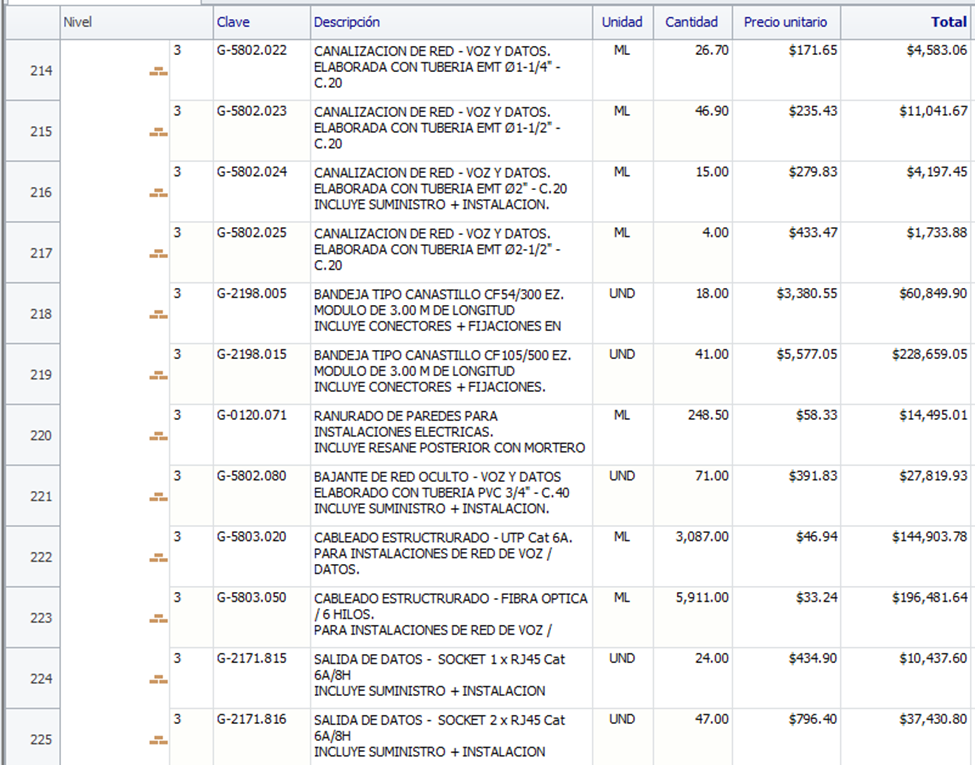 Nivel Clave Descripción Unidad Cantidad Precio unitario Total
214 3 G-5802.022 CANALIZACION DE RED - VOZ Y DATOS. ML 26.70 $171.65 $4,583.06
ELABORADA CON TUBERIA EMT Ø1-1/4" -
C.20
215 3 G-5802.023 CANALIZACION DE RED - VOZ Y DATOS. ML 46.90 $235.43 $11,041.67
ELABORADA CON TUBERIA EMT Ø1-1/2" -
C.20
216 3 G-5802.024 CANALIZACION DE RED - VOZ Y DATOS. ML 15.00 $279.83 $4,197.45
ELABORADA CON TUBERIA EMT Ø2" - C.20
INCLUYE SUMINISTRO + INSTALACION.
217 3 G-5802.025 CANALIZACION DE RED - VOZ Y DATOS. ML 4.00 $433.47 $1,733.88
ELABORADA CON TUBERIA EMT Ø2-1/2" -
C.20
218 3 G-2198.005 BANDEJA TIPO CANASTILLO CF54/300 EZ. UND 18.00 $3,380.55 $60,849.90
MODULO DE 3.00 M DE LONGITUD
INCLUYE CONECTORES + FIJACIONES EN
219 3 G-2198.015 BANDEJA TIPO CANASTILLO CF105/500 EZ. UND 41.00 $5,577.05 $228,659.05
MODULO DE 3.00 M DE LONGITUD
INCLUYE CONECTORES + FIJACIONES.
220 3 G-0120.071 RANURADO DE PAREDES PARA ML 248.50 $58.33 $14,495.01
INSTALACIONES ELECTRICAS.
INCLUYE RESANE POSTERIOR CON MORTERO
221 3 G-5802.080 BAJANTE DE RED OCULTO - VOZ Y DATOS UND 71.00 $391.83 $27,819.93
ELABORADO CON TUBERIA PVC 3/4" - C.40
INCLUYE SUMINISTRO + INSTALACION.
222 3 G-5803.020 CABLEADO ESTRUCTRURADO - UTP Cat 6A. ML 3,087.00 $46.94 $144,903.78
PARA INSTALACIONES DE RED DE VOZ /
DATOS.
223 3 G-5803.050 CABLEADO ESTRUCTRURADO - FIBRA OPTICA ML 5,911.00 $33.24 $196,481.64
/ 6 HILOS.
PARA INSTALACIONES DE RED DE VOZ /
224 3 G-2171.815 SALIDA DE DATOS - SOCKET 1 x RJ45 Cat UND 24.00 $434.90 $10,437.60
6A/8H
INCLUYE SUMINISTRO + INSTALACION
225 3 G-2171.816 SALIDA DE DATOS - SOCKET 2 x RJ45 Cat UND 47.00 $796.40 $37,430.80
6A/8H
INCLUYE SUMINISTRO + INSTALACION